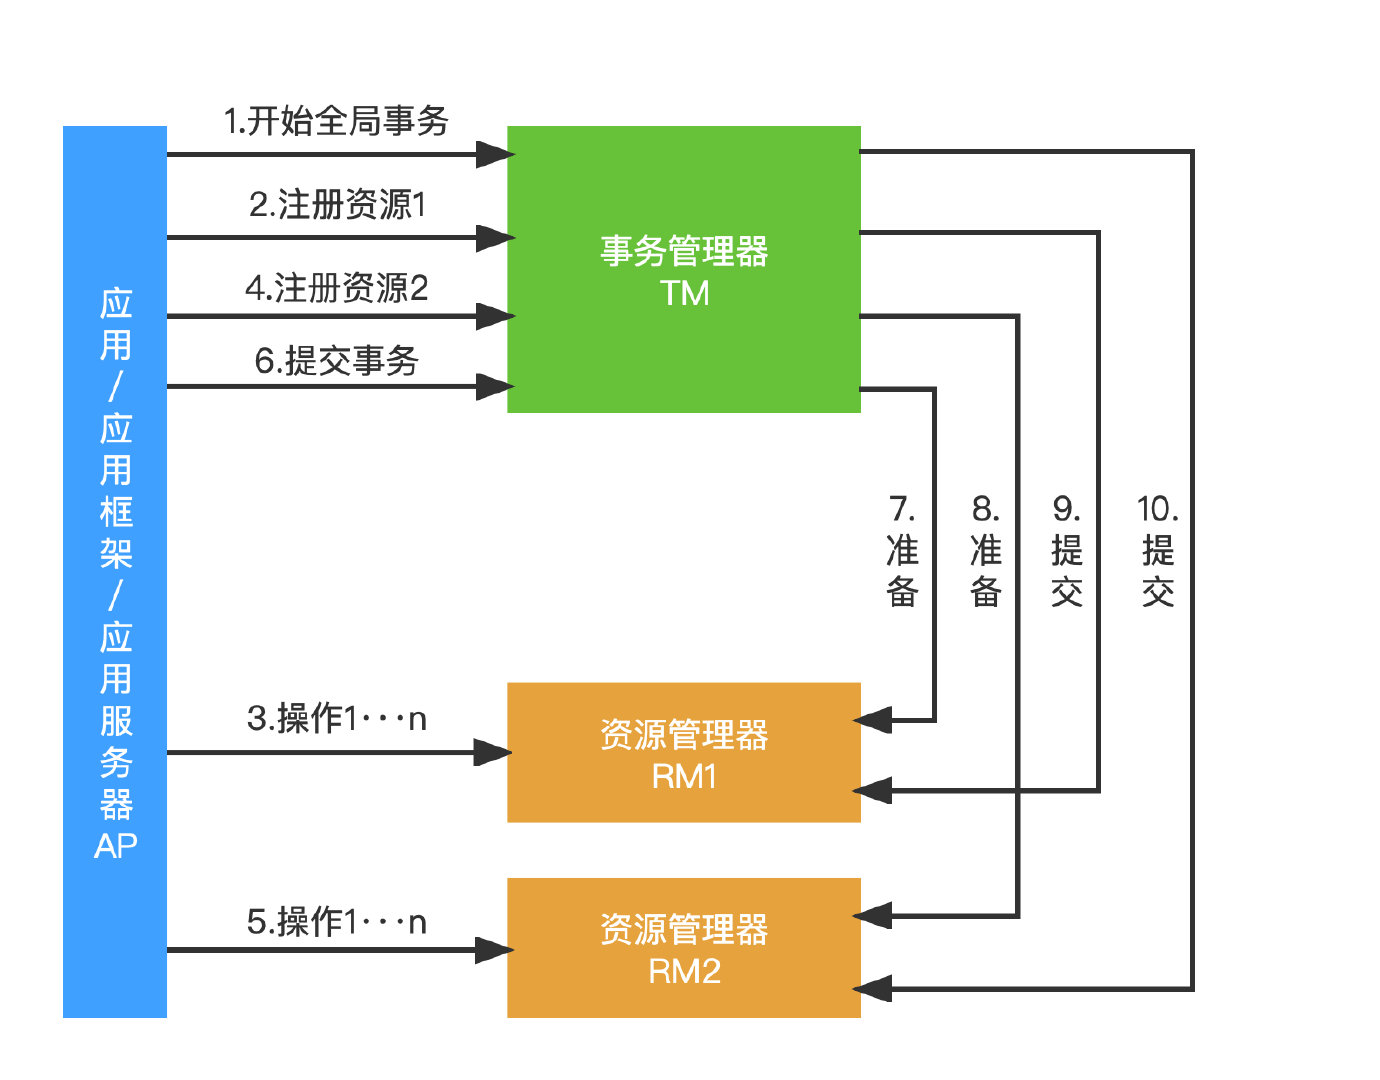 1.开始全局事务
2.注册资源1
4.注册资源2
6.提交事务
事务管理器
TM
应用/应用框架/应用服务器
AP
7.准备
8.准备
9.提交
10.提交
3.操作1···n
资源管理器
RM1
5.操作1···n
资源管理器
RM2